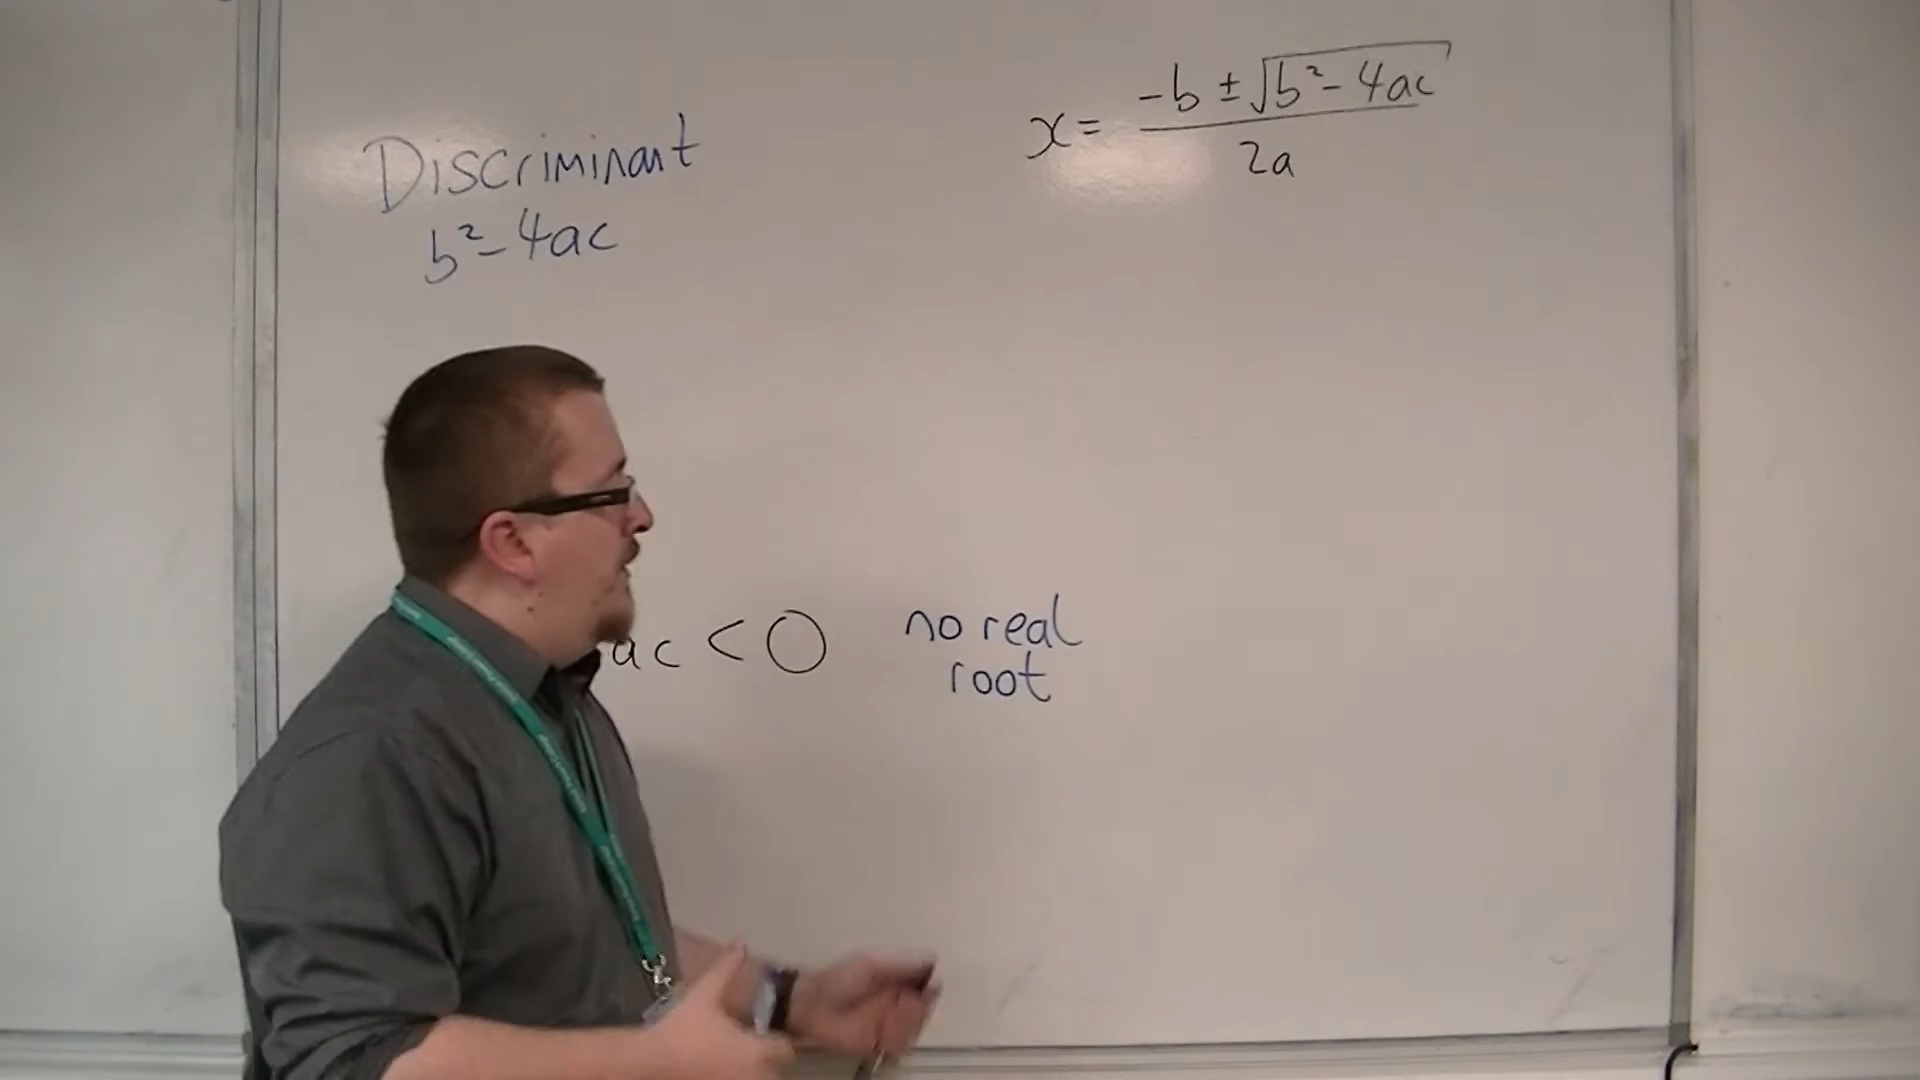 Discriminant
b² - 4ac
x = -b ± √b² - 4ac
2a
ac < 0
no real
root